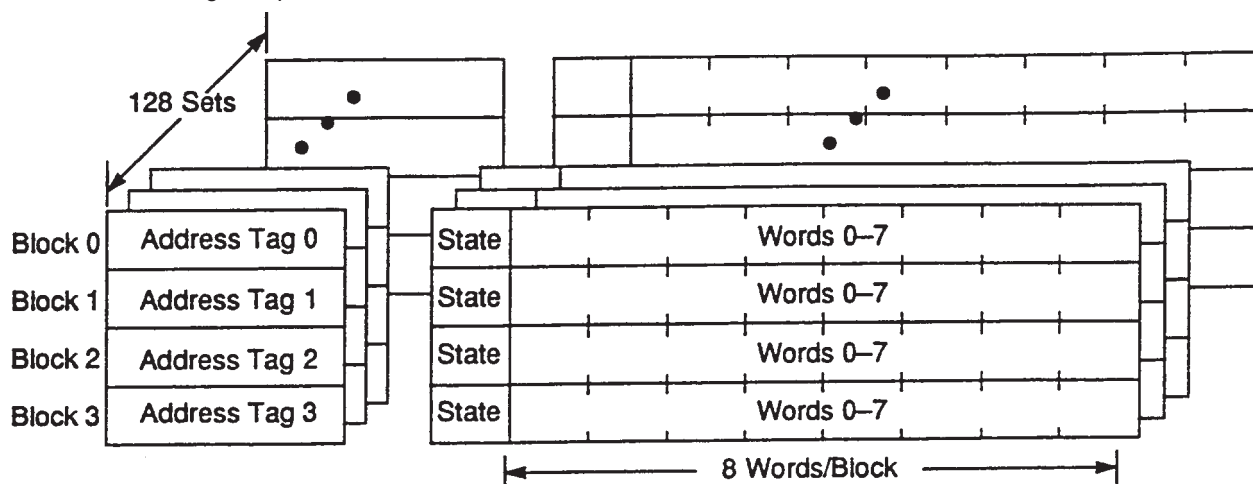 128 Sets
Block 0 Address Tag 0 State Words 0–7
Block 1 Address Tag 1 State Words 0–7
Block 2 Address Tag 2 State Words 0–7
Block 3 Address Tag 3 State Words 0–7
8 Words/Block